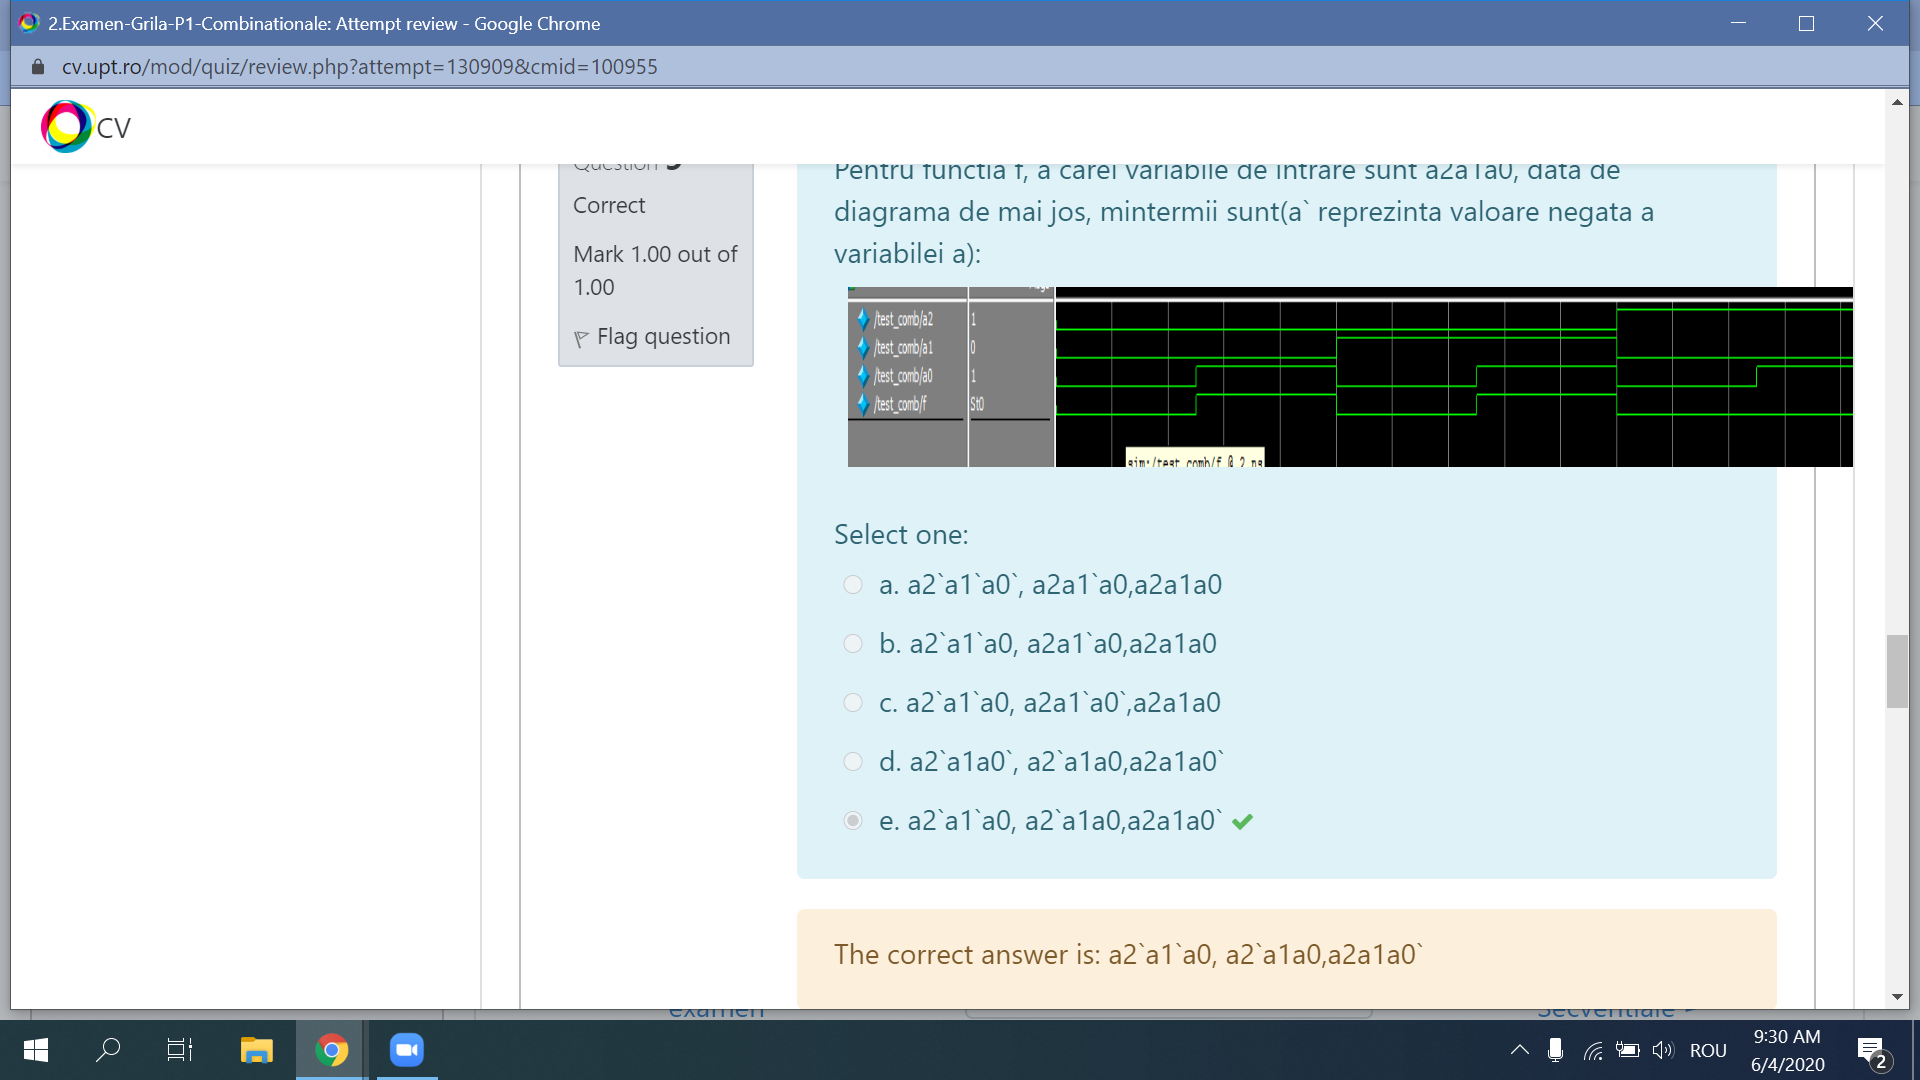 2.Examen-Grila-P1-Combinationale: Attempt review - Google Chrome
cv.upt.ro/mod/quiz/review.php?attempt=130909&cmid=100955
CV
Question
Correct
Mark 1.00 out of
1.00
Flag question
Pentru functia f, a carei variabile de intrare sunt a2a1a0, data de
diagrama de mai jos, mintermii sunt(a` reprezinta valoare negata a
variabilei a):
/test_comb/a2 1
/test_comb/a1 0
/test_comb/a0 1
/test_comb/f St0
sim:/test_comb/f @ 2 ns
Select one:
a. a2`a1`a0`, a2a1`a0,a2a1a0
b. a2`a1`a0, a2a1`a0,a2a1a0
c. a2`a1`a0, a2a1`a0`,a2a1a0
d. a2`a1a0`, a2`a1a0,a2a1a0`
e. a2`a1`a0, a2`a1a0,a2a1a0`
The correct answer is: a2`a1`a0, a2`a1a0,a2a1a0`
examen
Secventiale
ROU
9:30 AM
6/4/2020
2